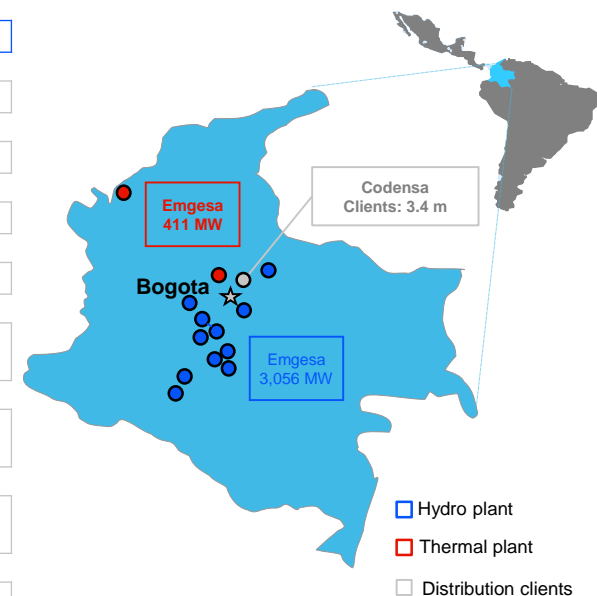 Codensa
Clients: 3.4 m
Emgesa
411 MW
Bogota
Emgesa
3,056 MW
Hydro plant
Thermal plant
Distribution clients